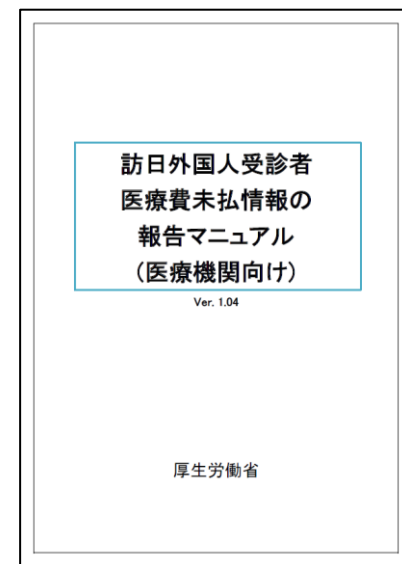 訪日外国人受診者
医療費未払情報の
報告マニュアル
（医療機関向け）
Ver. 1.04
厚生労働省